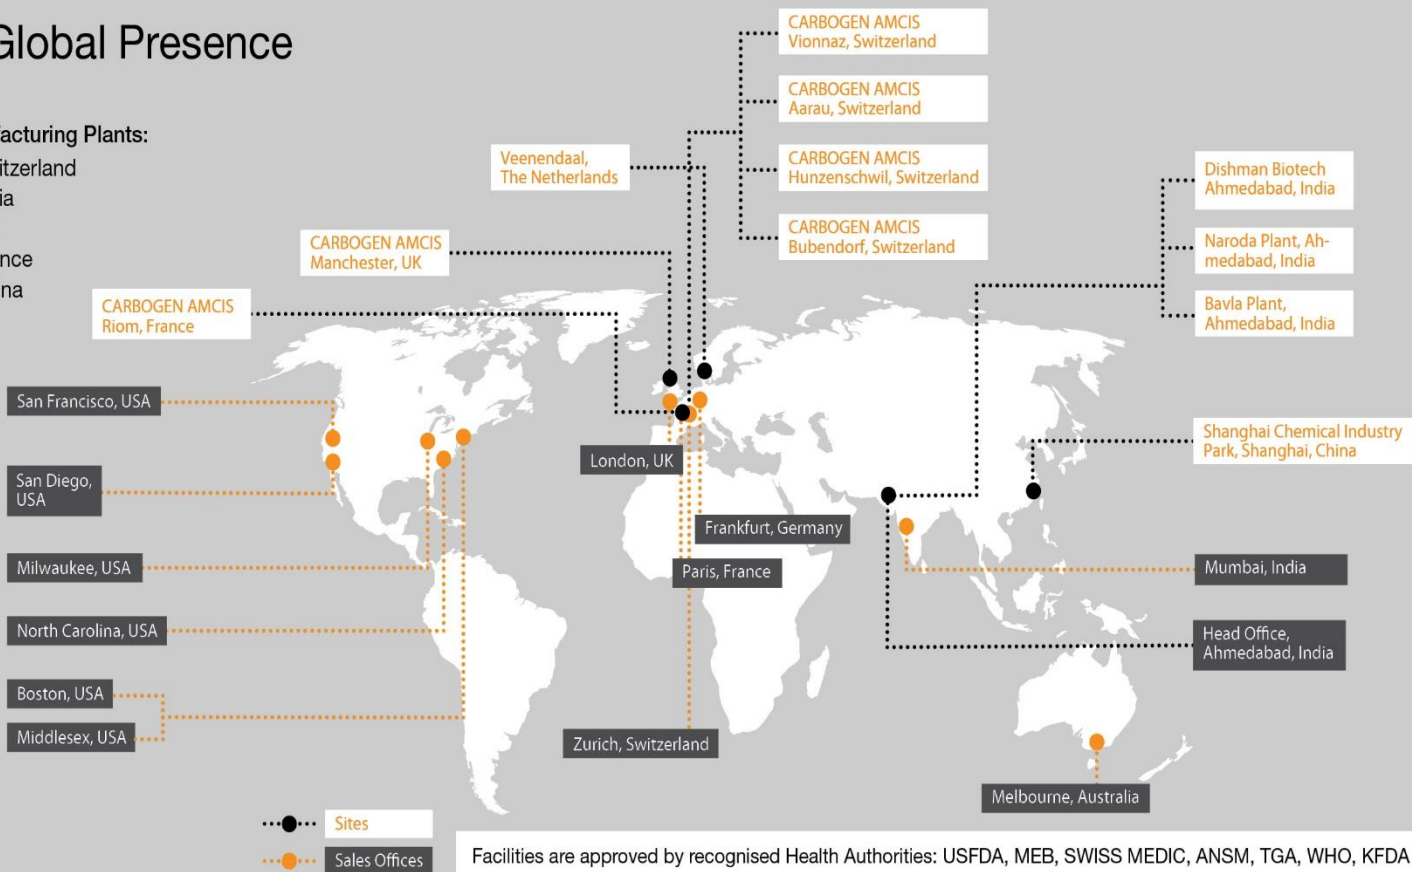 Global Presence
facturing Plants:
itzerland
ia
nce
na
CARBOGEN AMCIS
Vionnaz, Switzerland
CARBOGEN AMCIS
Aarau, Switzerland
CARBOGEN AMCIS
Hunzenschwil, Switzerland
CARBOGEN AMCIS
Bubendorf, Switzerland
Veenendaal,
The Netherlands
CARBOGEN AMCIS
Manchester, UK
CARBOGEN AMCIS
Riom, France
Dishman Biotech
Ahmedabad, India
Naroda Plant, Ah-
medabad, India
Bavla Plant,
Ahmedabad, India
Shanghai Chemical Industry
Park, Shanghai, China
San Francisco, USA
San Diego,
USA
Milwaukee, USA
North Carolina, USA
Boston, USA
Middlesex, USA
London, UK
Frankfurt, Germany
Paris, France
Zurich, Switzerland
Mumbai, India
Head Office,
Ahmedabad, India
Melbourne, Australia
Sites
Sales Offices
Facilities are approved by recognised Health Authorities: USFDA, MEB, SWISS MEDIC, ANSM, TGA, WHO, KFDA